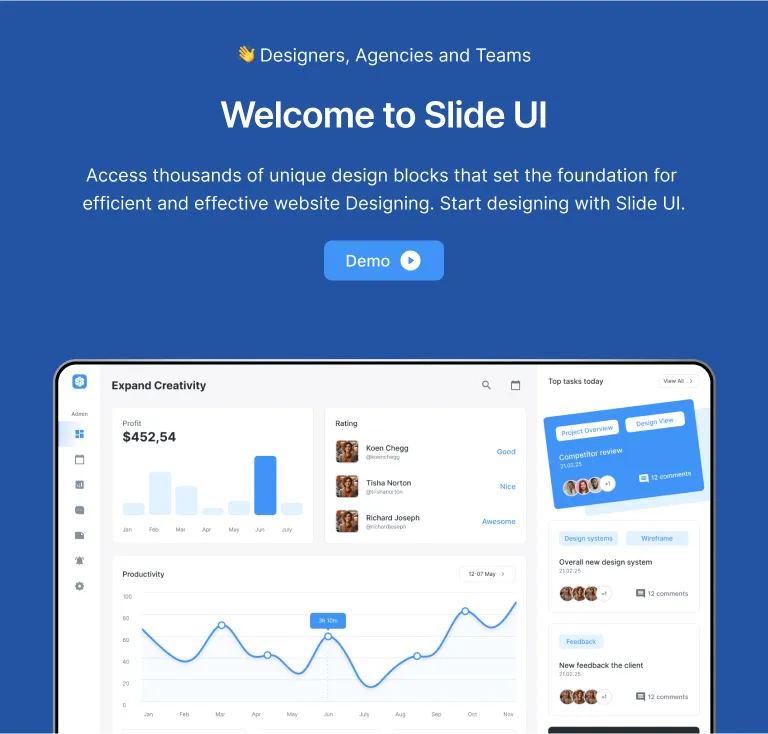 👋 Designers, Agencies and Teams
Welcome to Slide UI
Access thousands of unique design blocks that set the foundation for
efficient and effective website Designing. Start designing with Slide UI.
Demo
Admin
Expand Creativity
Profit
$452,54
Jan Feb Mar Apr May Jun July
Rating
Koen Chegg
@koenchegg
Good
Tisha Norton
@trishanorton
Nice
Richard Joseph
@richardjoseph
Awesome
Productivity
12-07 May
100
80
60
40
20
0
3h 10m
Jan Feb Mar Apr May Jun July Aug Sep Oct Nov
Top tasks today
View All
Project Overview
Design View
Competitor review
21.02.25
+1
12 comments
Design systems
Wireframe
Overall new design system
21.02.25
+1
12 comments
Feedback
New feedback the client
21.02.25
+1
12 comments